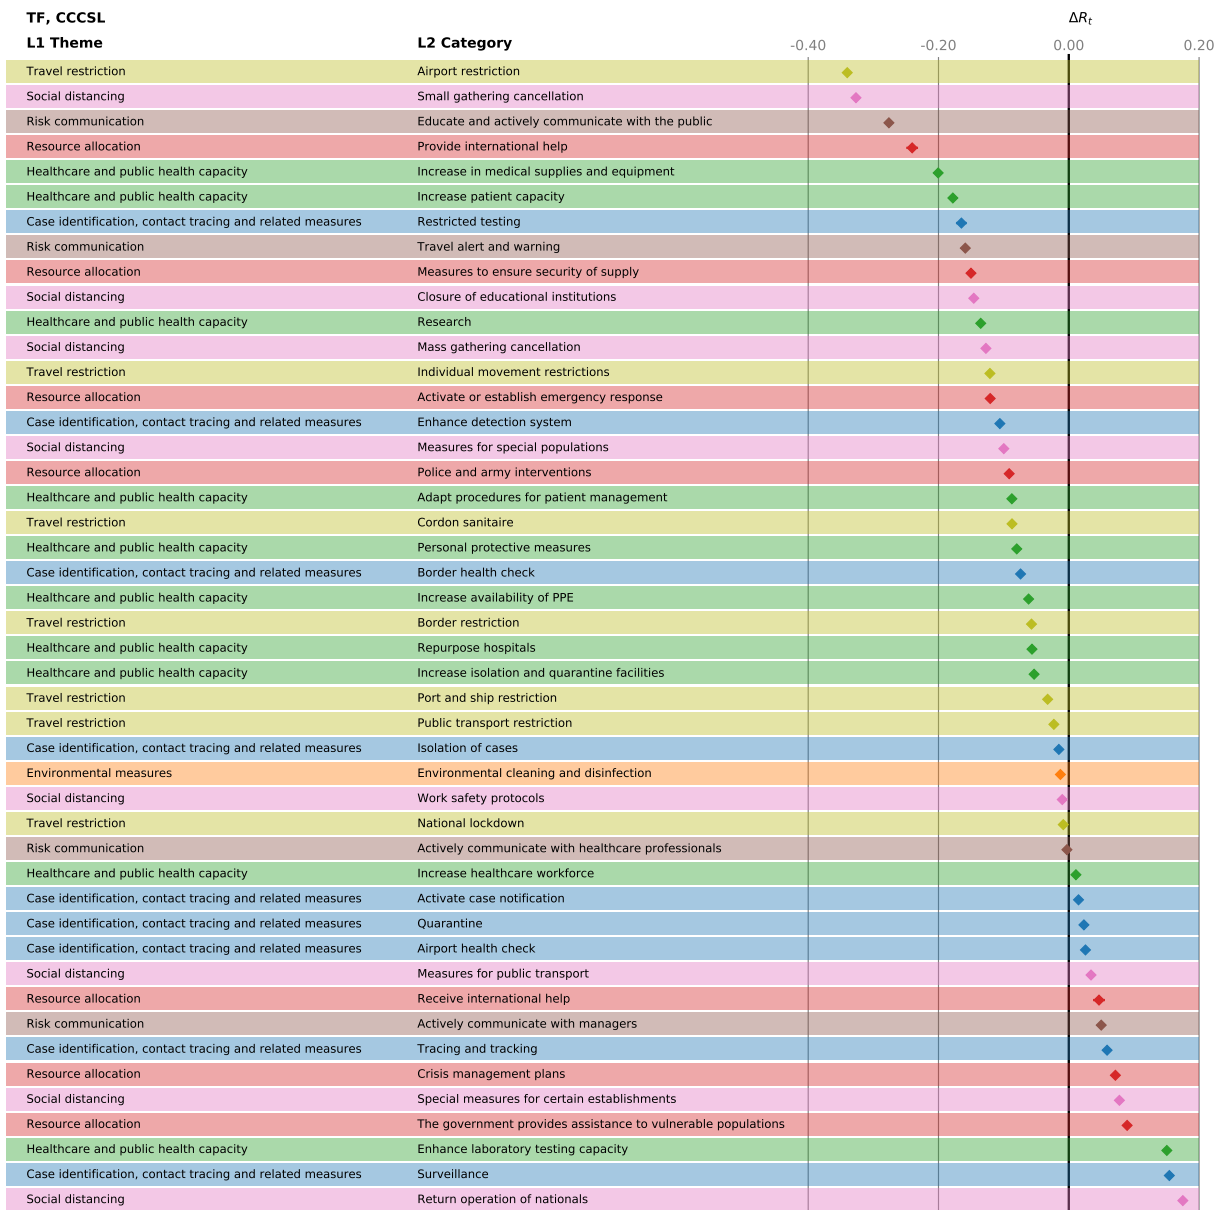 TF, CCCSL ΔRt
L1 Theme L2 Category -0.40 -0.20 0.00 0.20
Travel restriction Airport restriction
Social distancing Small gathering cancellation
Risk communication Educate and actively communicate with the public
Resource allocation Provide international help
Healthcare and public health capacity Increase in medical supplies and equipment
Healthcare and public health capacity Increase patient capacity
Case identification, contact tracing and related measures Restricted testing
Risk communication Travel alert and warning
Resource allocation Measures to ensure security of supply
Social distancing Closure of educational institutions
Healthcare and public health capacity Research
Social distancing Mass gathering cancellation
Travel restriction Individual movement restrictions
Resource allocation Activate or establish emergency response
Case identification, contact tracing and related measures Enhance detection system
Social distancing Measures for special populations
Resource allocation Police and army interventions
Healthcare and public health capacity Adapt procedures for patient management
Travel restriction Cordon sanitaire
Healthcare and public health capacity Personal protective measures
Case identification, contact tracing and related measures Border health check
Healthcare and public health capacity Increase availability of PPE
Travel restriction Border restriction
Healthcare and public health capacity Repurpose hospitals
Healthcare and public health capacity Increase isolation and quarantine facilities
Travel restriction Port and ship restriction
Travel restriction Public transport restriction
Case identification, contact tracing and related measures Isolation of cases
Environmental measures Environmental cleaning and disinfection
Social distancing Work safety protocols
Travel restriction National lockdown
Risk communication Actively communicate with healthcare professionals
Healthcare and public health capacity Increase healthcare workforce
Case identification, contact tracing and related measures Activate case notification
Case identification, contact tracing and related measures Quarantine
Case identification, contact tracing and related measures Airport health check
Social distancing Measures for public transport
Resource allocation Receive international help
Risk communication Actively communicate with managers
Case identification, contact tracing and related measures Tracing and tracking
Resource allocation Crisis management plans
Social distancing Special measures for certain establishments
Resource allocation The government provides assistance to vulnerable populations
Healthcare and public health capacity Enhance laboratory testing capacity
Case identification, contact tracing and related measures Surveillance
Social distancing Return operation of nationals